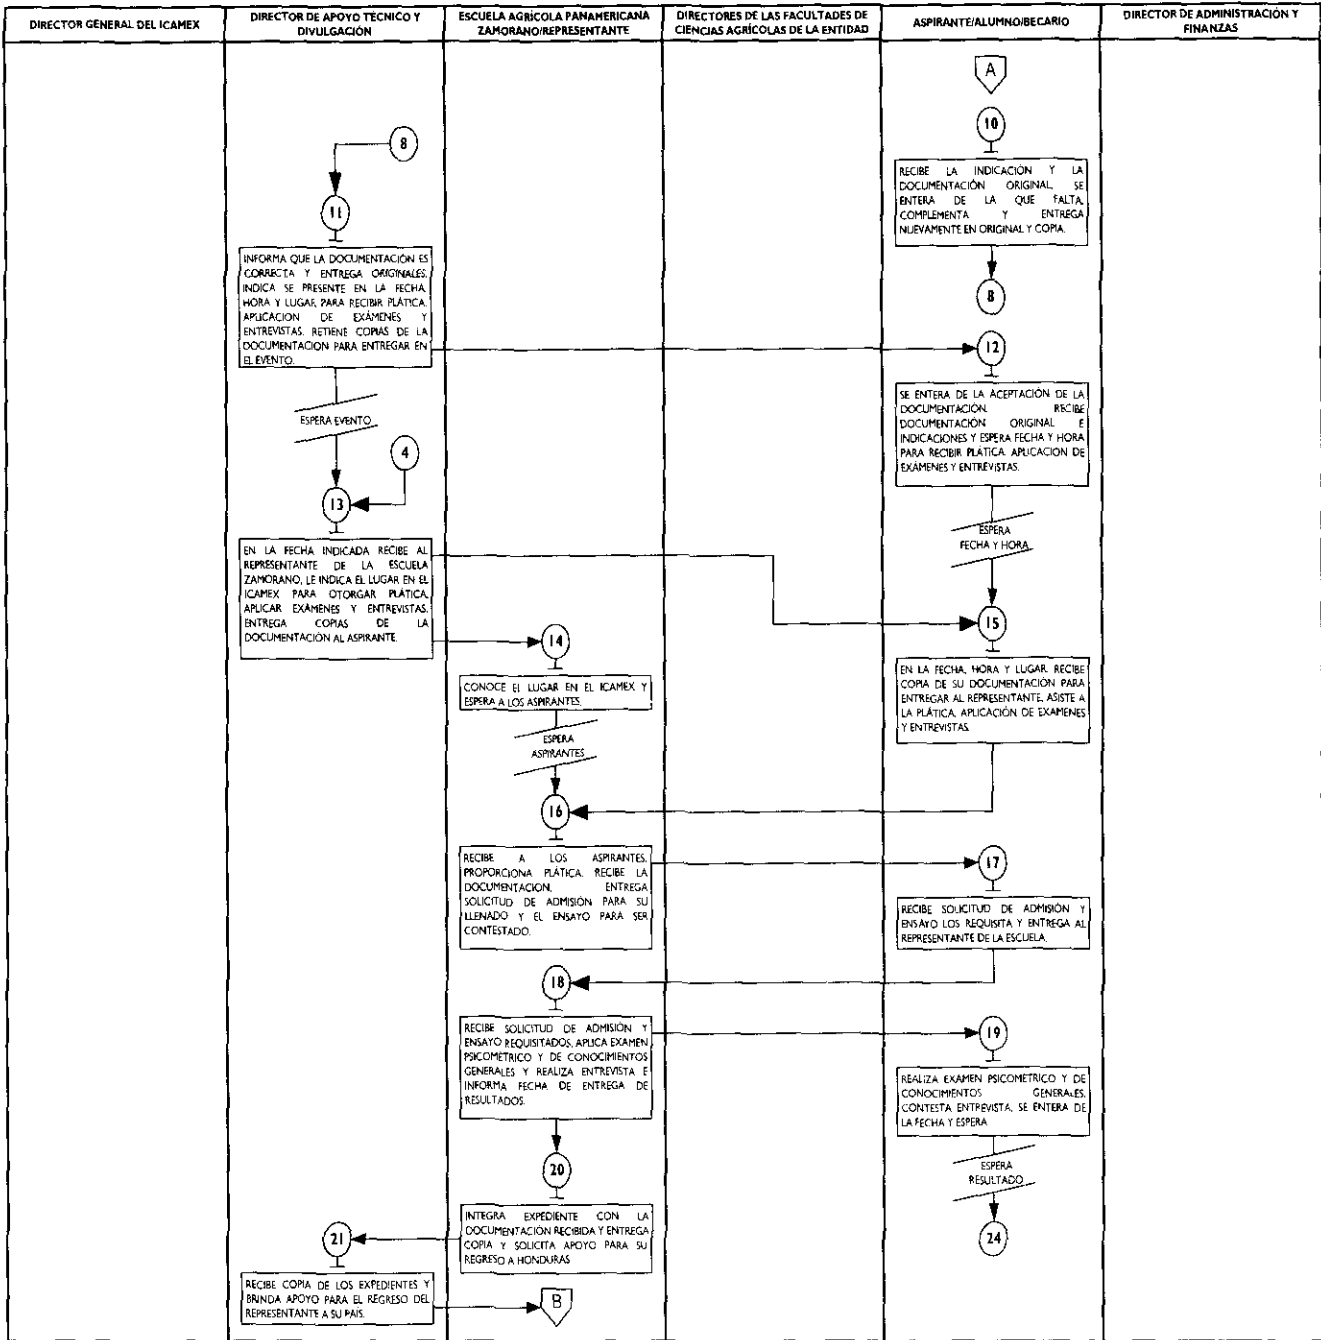 DIRECTOR GENERAL DEL ICAMEX
DIRECTOR DE APOYO TÉCNICO Y
DIVULGACIÓN
ESCUELA AGRÍCOLA PANAMERICANA
ZAMORANO/REPRESENTANTE
DIRECTORES DE LAS FACULTADES DE
CIENCIAS AGRÍCOLAS DE LA ENTIDAD
ASPIRANTE/ALUMNO/BECARIO
DIRECTOR DE ADMINISTRACIÓN Y
FINANZAS
A
10
RECIBE LA INDICACIÓN Y LA
DOCUMENTACIÓN ORIGINAL, SE
ENTERA DE LA QUE FALTA,
COMPLEMENTA Y ENTREGA
NUEVAMENTE EN ORIGINAL Y COPIA.
8
8
11
INFORMA QUE LA DOCUMENTACIÓN ES
CORRECTA Y ENTREGA ORIGINALES.
INDICA SE PRESENTE EN LA FECHA,
HORA Y LUGAR, PARA RECIBIR PLÁTICA,
APLICACION DE EXÁMENES Y
ENTREVISTAS. RETIENE COPIAS DE LA
DOCUMENTACION PARA ENTREGAR EN
EL EVENTO.
12
SE ENTERA DE LA ACEPTACIÓN DE LA
DOCUMENTACIÓN. RECIBE
DOCUMENTACIÓN ORIGINAL E
INDICACIONES Y ESPERA FECHA Y HORA
PARA RECIBIR PLÁTICA, APLICACION DE
EXÁMENES Y ENTREVISTAS.
ESPERA EVENTO
4
13
EN LA FECHA INDICADA RECIBE AL
REPRESENTANTE DE LA ESCUELA
ZAMORANO, LE INDICA EL LUGAR EN EL
ICAMEX PARA OTORGAR PLÁTICA,
APLICAR EXÁMENES Y ENTREVISTAS.
ENTREGA COPIAS DE LA
DOCUMENTACIÓN AL ASPIRANTE.
ESPERA
FECHA Y HORA
14
CONOCE EL LUGAR EN EL ICAMEX Y
ESPERA A LOS ASPIRANTES.
15
EN LA FECHA, HORA Y LUGAR, RECIBE
COPIA DE SU DOCUMENTACIÓN PARA
ENTREGAR AL REPRESENTANTE, ASISTE A
LA PLÁTICA, APLICACIÓN DE EXAMENES
Y ENTREVISTAS.
ESPERA
ASPIRANTES
16
RECIBE A LOS ASPIRANTES,
PROPORCIONA PLÁTICA. RECIBE LA
DOCUMENTACION, ENTREGA
SOLICITUD DE ADMISIÓN PARA SU
LLENADO Y EL ENSAYO PARA SER
CONTESTADO.
17
RECIBE SOLICITUD DE ADMISIÓN Y
ENSAYO LOS REQUISITA Y ENTREGA AL
REPRESENTANTE DE LA ESCUELA.
18
RECIBE SOLICITUD DE ADMISIÓN Y
ENSAYO REQUISITADOS, APLICA EXAMEN
PSICOMÉTRICO Y DE CONOCIMIENTOS
GENERALES Y REALIZA ENTREVISTA E
INFORMA FECHA DE ENTREGA DE
RESULTADOS.
19
REALIZA EXAMEN PSICOMÉTRICO Y DE
CONOCIMIENTOS GENERALES.
CONTESTA ENTREVISTA, SE ENTERA DE
LA FECHA Y ESPERA
ESPERA
RESULTADO
24
20
INTEGRA EXPEDIENTE CON LA
DOCUMENTACIÓN RECIBIDA Y ENTREGA
COPIA Y SOLICITA APOYO PARA SU
REGRESO A HONDURAS
21
RECIBE COPIA DE LOS EXPEDIENTES Y
BRINDA APOYO PARA EL REGRESO DEL
REPRESENTANTE A SU PAÍS.
B